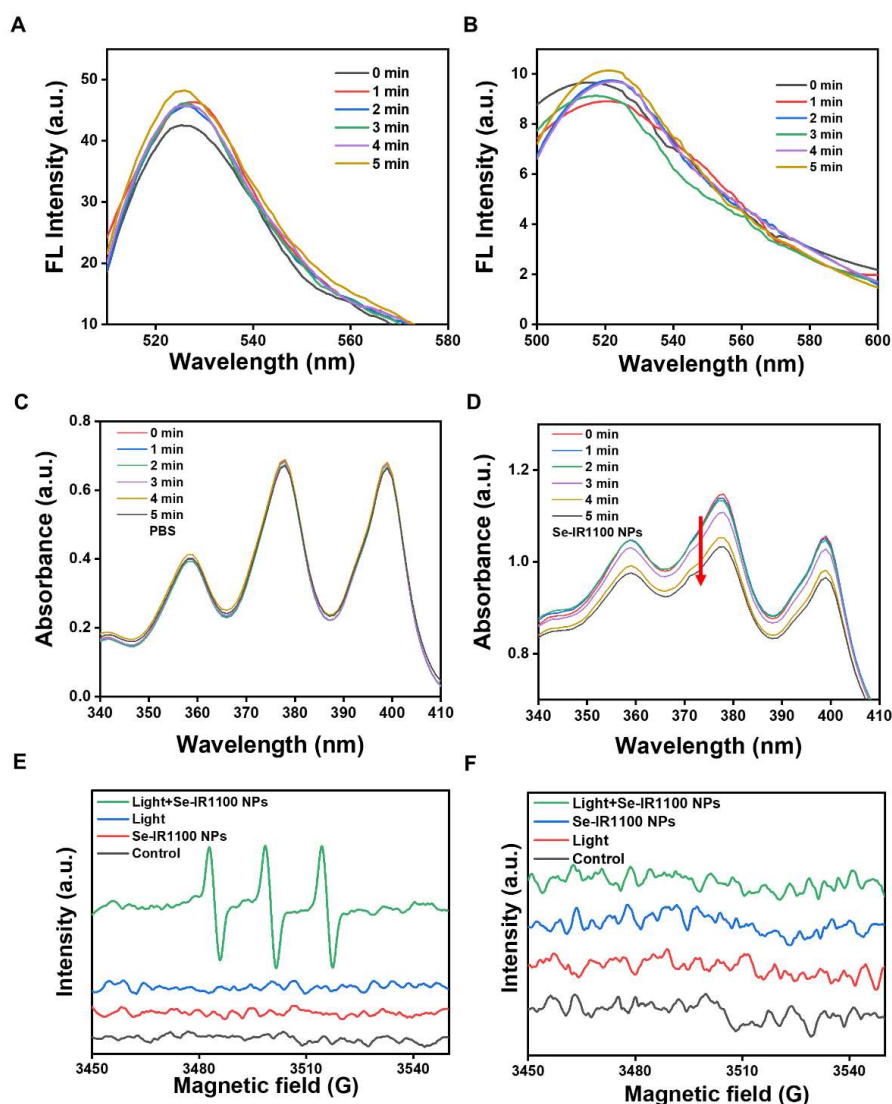 A
FL Intensity (a.u.)
50
40
30
20
10
520
540
560
580
Wavelength (nm)
0 min
1 min
2 min
3 min
4 min
5 min
B
FL Intensity (a.u.)
10
8
6
4
2
0
500
520
540
560
580
600
Wavelength (nm)
0 min
1 min
2 min
3 min
4 min
5 min
C
Absorbance (a.u.)
0.8
0.6
0.4
0.2
0.0
340
350
360
370
380
390
400
410
Wavelength (nm)
0 min
1 min
2 min
3 min
4 min
5 min
PBS
D
Absorbance (a.u.)
1.2
1.0
0.8
340
350
360
370
380
390
400
410
Wavelength (nm)
0 min
1 min
2 min
3 min
4 min
5 min
Se-IR1100 NPs
E
Intensity (a.u.)
Light+Se-IR1100 NPs
Light
Se-IR1100 NPs
Control
3450
3480
3510
3540
Magnetic field (G)
F
Intensity (a.u.)
Light+Se-IR1100 NPs
Se-IR1100 NPs
Light
Control
3450
3480
3510
3540
Magnetic field (G)